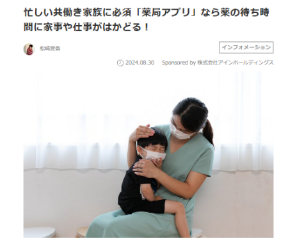 忙しい共働き家族に必須「薬局アプリ」なら薬の待ち時
間に家事や仕事がはかどる！
インフォメーション
2024.08.30 Sponsored by 株式会社アインホールディングス